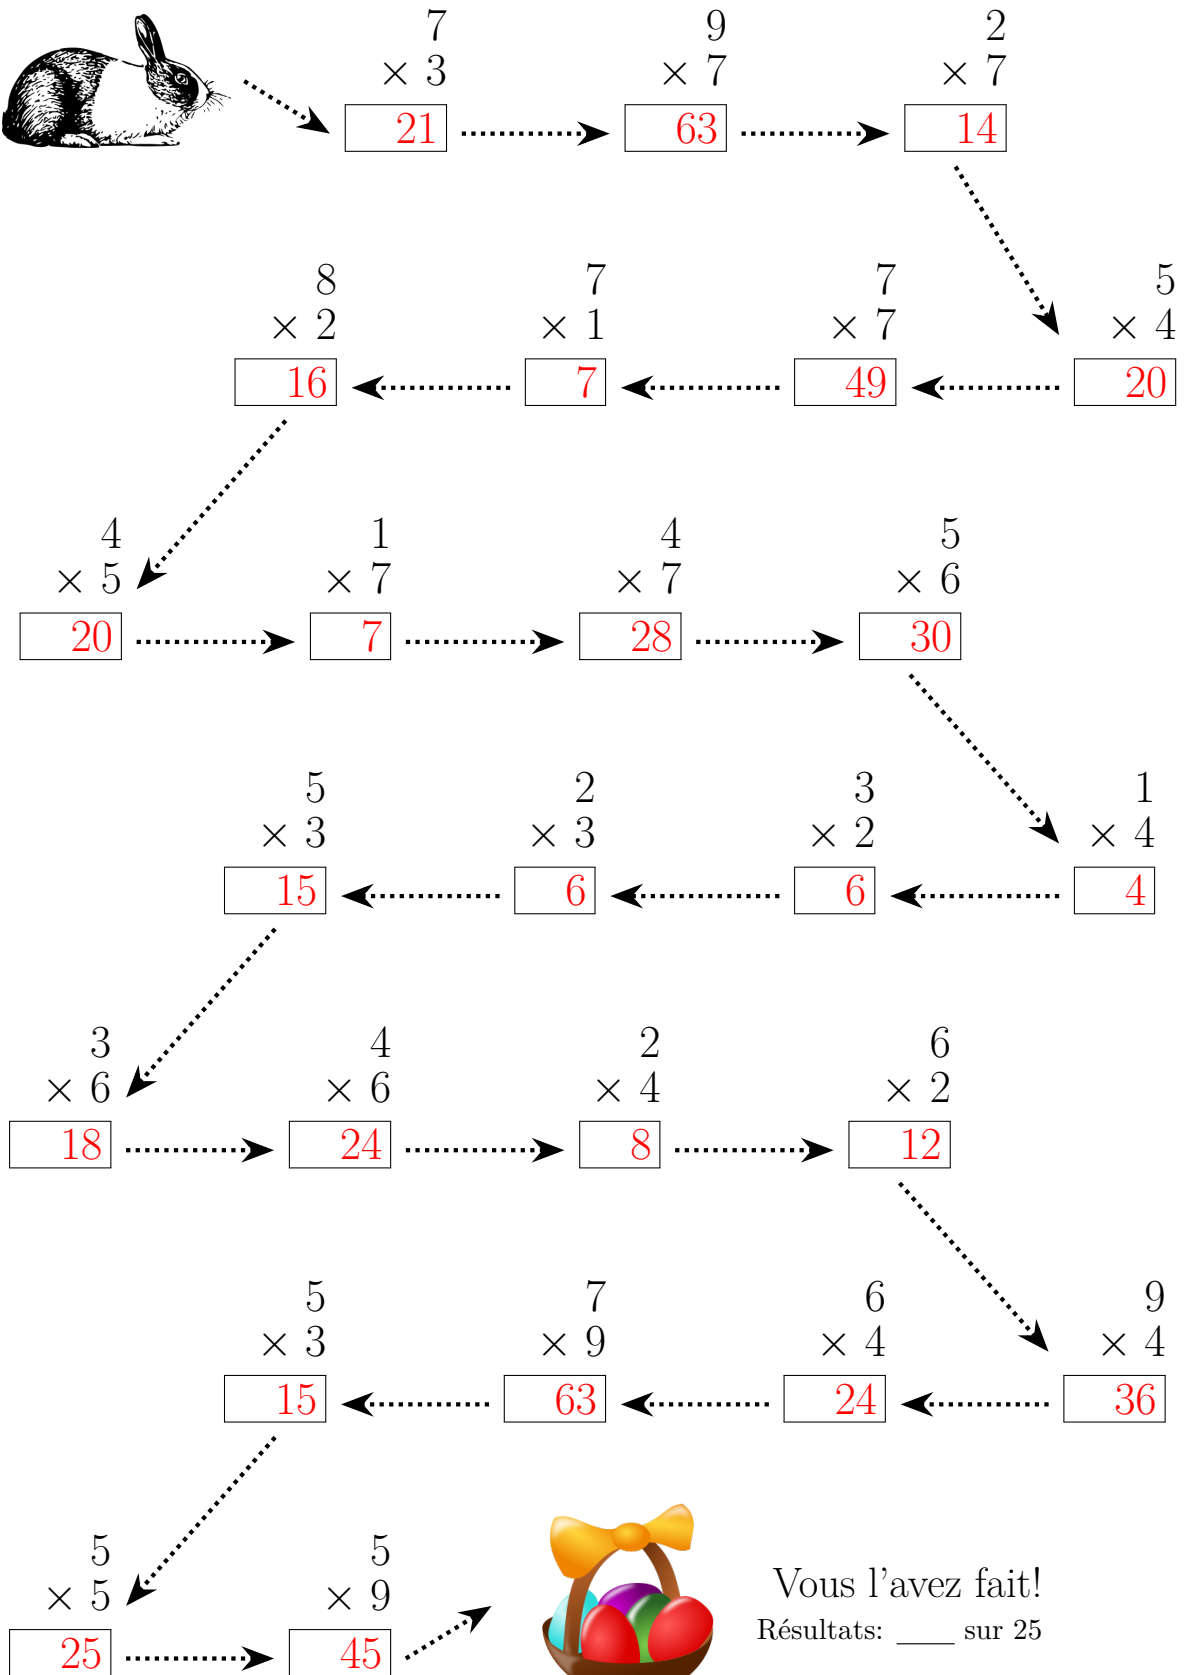 7 9 2
× 3 × 7 × 7
21 63 14
8 7 7 5
× 2 × 1 × 7 × 4
16 7 49 20
4 1 4 5
× 5 × 7 × 7 × 6
20 7 28 30
5 2 3 1
× 3 × 3 × 2 × 4
15 6 6 4
3 4 2 6
× 6 × 6 × 4 × 2
18 24 8 12
5 7 6 9
× 3 × 9 × 4 × 4
15 63 24 36
5 5
× 5 × 9
25 45
Vous l'avez fait!
Résultats: ____ sur 25